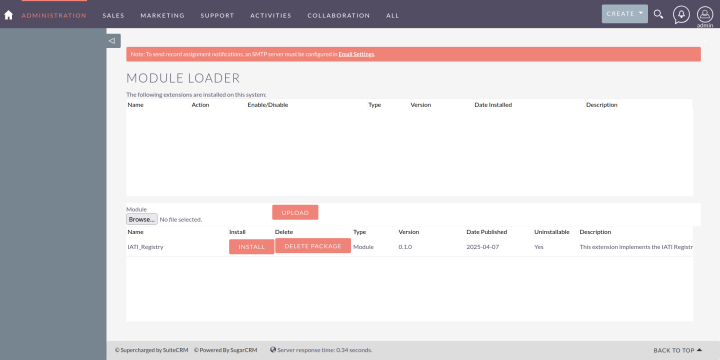 ADMINISTRATION SALES MARKETING SUPPORT ACTIVITIES COLLABORATION ALL CREATE
admin
Note: To send record assignment notifications, an SMTP server must be configured in Email Settings.
MODULE LOADER
The following extensions are installed on this system:
Name Action Enable/Disable Type Version Date Installed Description
Module
UPLOAD
Browse... No file selected.
Name Install Delete Type Version Date Published Uninstallable Description
IATI_Registry INSTALL DELETE PACKAGE Module 0.1.0 2025-04-07 Yes This extension implements the IATI Registr
© Supercharged by SuiteCRM © Powered By SugarCRM Server response time: 0.34 seconds. BACK TO TOP